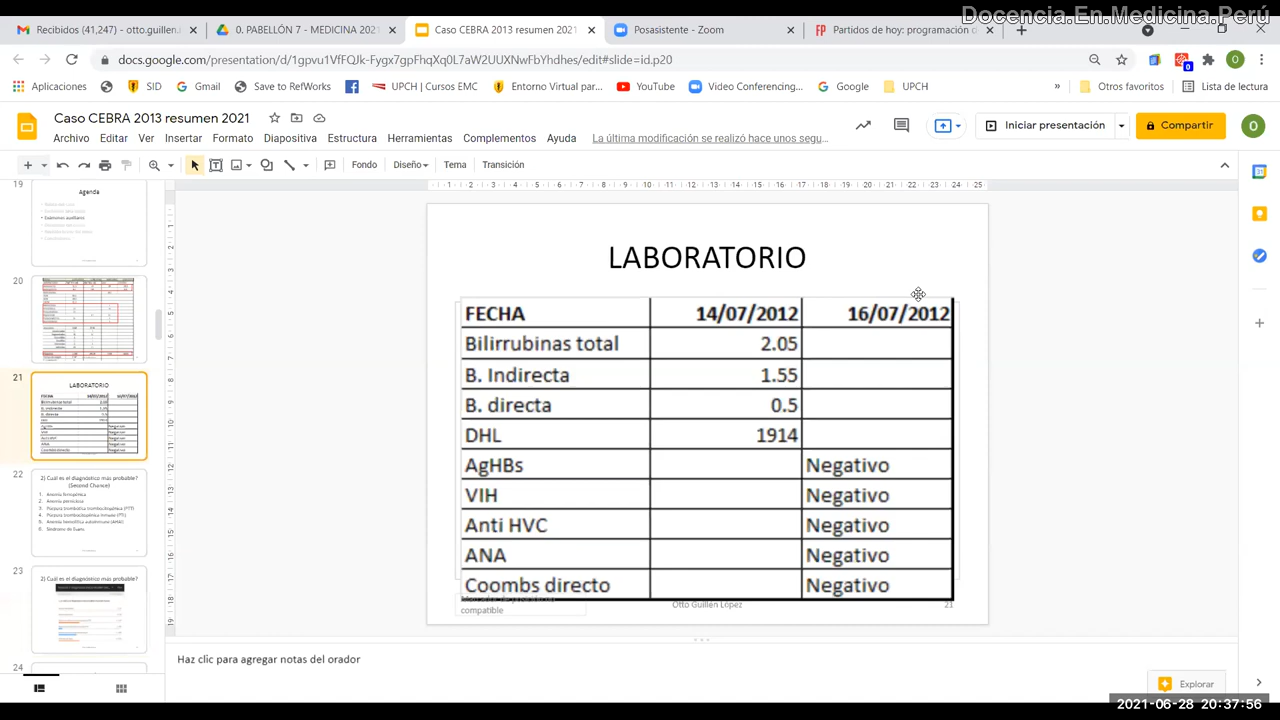 Docencia.En.Medicina.Perú
Recibidos (41,247) - otto.guillen.
0. PABELLÓN 7 - MEDICINA 2021
Caso CEBRA 2013 resumen 2021
Posasistente - Zoom
Partidos de hoy: programación d
docs.google.com/presentation/d/1gpvu1VfFQJk-Fygx7gpFhqXq0L7aW2UUXNwFbYhdhes/edit#slide=id.p20
Aplicaciones
SID
Gmail
Save to RefWorks
UPCH | Cursos EMC
Entorno Virtual par...
YouTube
Video Conferencing...
Google
UPCH
»
Otros favoritos
Lista de lectura
Caso CEBRA 2013 resumen 2021
Archivo Editar Ver Insertar Formato Diapositiva Estructura Herramientas Complementos Ayuda
La última modificación se realizó hace unos segu...
Iniciar presentación
Compartir
Fondo Diseño Tema Transición
19
Agenda
20
21
LABORATORIO
22
2) Cuál es el diagnóstico más probable?
(Second Chance)
23
2) Cuál es el diagnóstico más probable?
24
LABORATORIO
FECHA 14/07/2012 16/07/2012
Bilirrubinas total 2.05
B. Indirecta 1.55
B. directa 0.5
DHL 1914
AgHBs Negativo
VIH Negativo
Anti HVC Negativo
ANA Negativo
Coombs directo Negativo
compatible
Otto Guillén López
21
Haz clic para agregar notas del orador
Explorar
2021-06-28 20:37:56